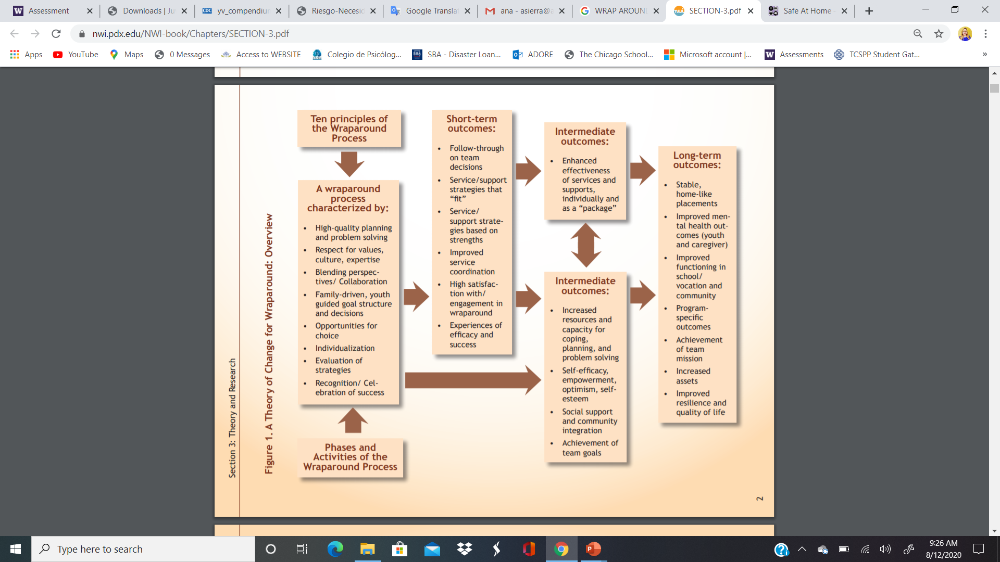 Assessment
Downloads | Ju
CDC yv_compendiun
Riesgo-Necesid
Google Transla
ana - asierra@a
WRAP AROUND
SECTION-3.pdf
Safe At Home -
nwi.pdx.edu/NWI-book/Chapters/SECTION-3.pdf
Apps
YouTube
Maps
0 Messages
Access to WEBSITE
Colegio de Psicólog...
SBA - Disaster Loan...
ADORE
The Chicago School...
Microsoft account |...
Assessments
TCSPP Student Gat...
»
Section 3: Theory and Research
Figure 1. A Theory of Change for Wraparound: Overview
Ten principles of
the Wraparound
Process
A wraparound
process
characterized by:
• High-quality planning
and problem solving
• Respect for values,
culture, expertise
• Blending perspec-
tives/ Collaboration
• Family-driven, youth
guided goal structure
and decisions
• Opportunities for
choice
• Individualization
• Evaluation of
strategies
• Recognition/ Cel-
ebration of success
Phases and
Activities of the
Wraparound Process
Short-term
outcomes:
• Follow-through
on team
decisions
• Service/support
strategies that
“fit”
• Service/
support strate-
gies based on
strengths
• Improved
service
coordination
• High satisfac-
tion with/
engagement in
wraparound
• Experiences of
efficacy and
success
Intermediate
outcomes:
• Enhanced
effectiveness
of services and
supports,
individually and
as a “package”
Intermediate
outcomes:
• Increased
resources and
capacity for
coping,
planning, and
problem solving
• Self-efficacy,
empowerment,
optimism, self-
esteem
• Social support
and community
integration
• Achievement of
team goals
Long-term
outcomes:
• Stable,
home-like
placements
• Improved men-
tal health out-
comes (youth
and caregiver)
• Improved
functioning in
school/
vocation and
community
• Program-
specific
outcomes
• Achievement
of team
mission
• Increased
assets
• Improved
resilience and
quality of life
2
Type here to search
9:26 AM
8/12/2020